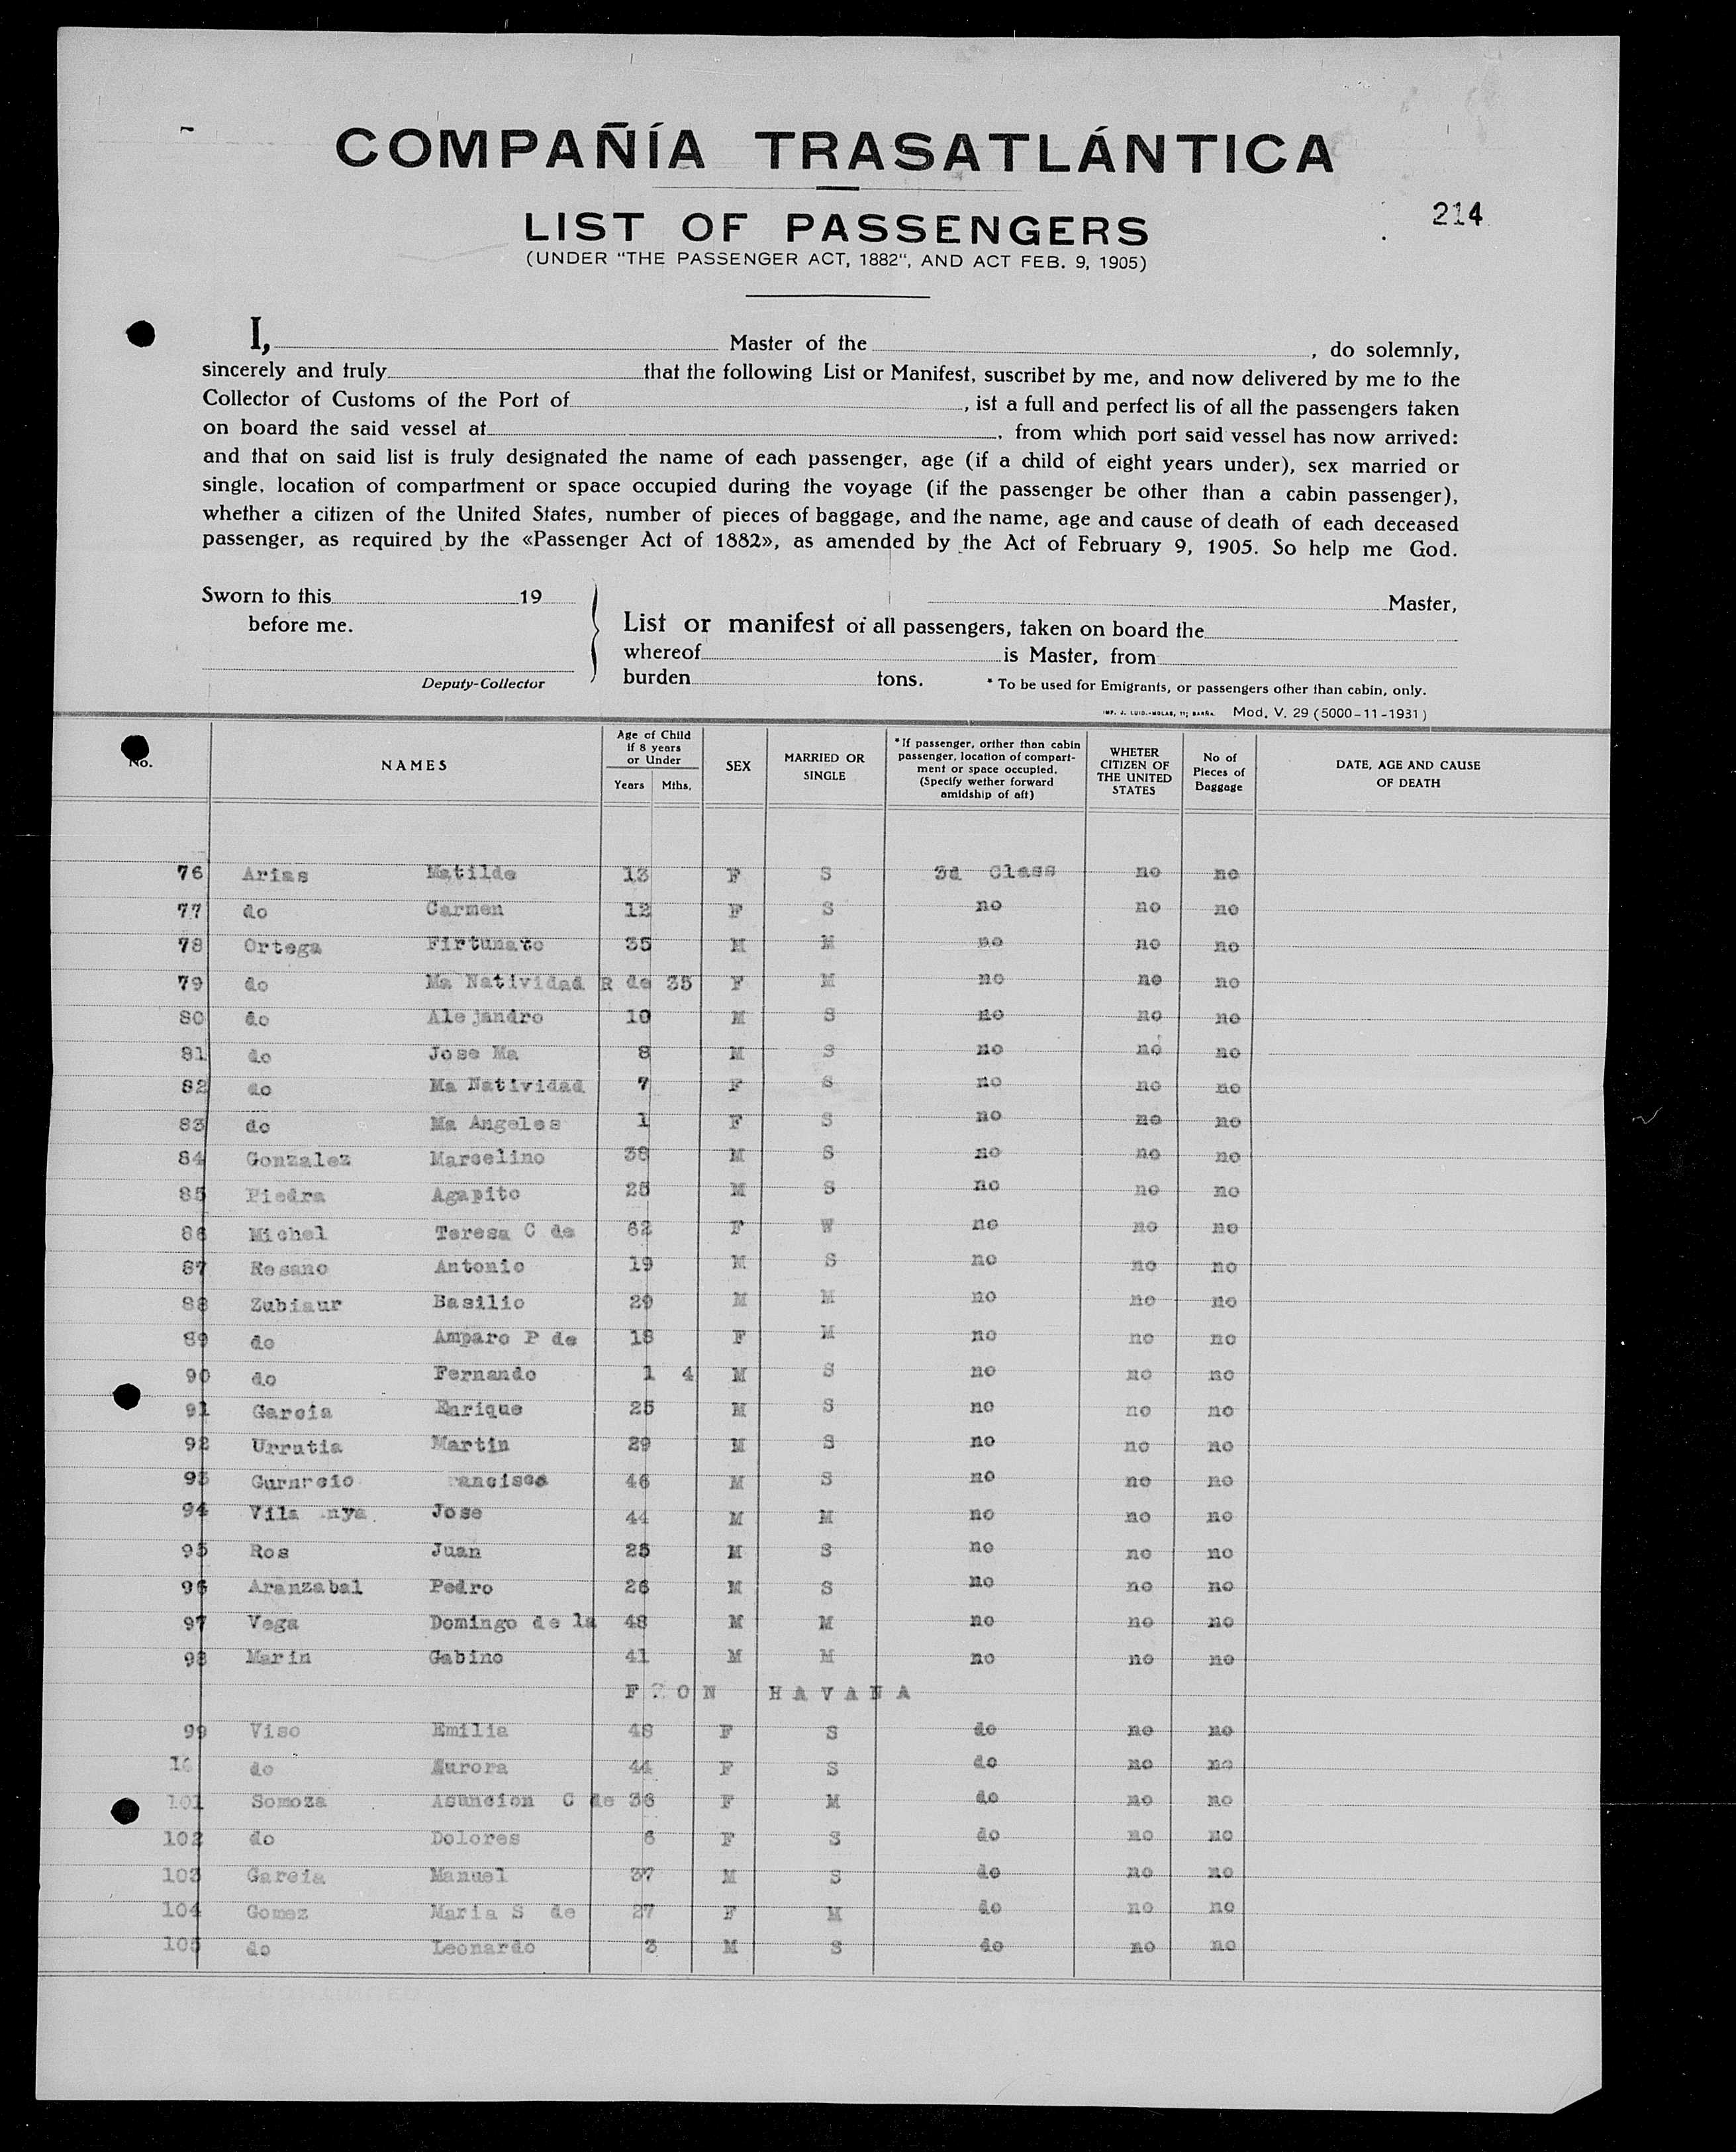 COMPAÑÍA TRASATLÁNTICA
LIST OF PASSENGERS
214
(UNDER "THE PASSENGER ACT, 1882", AND ACT FEB. 9, 1905)
I, Master of the , do solemnly,
sincerely and truly that the following List or Manifest, suscribet by me, and now delivered by me to the
Collector of Customs of the Port of , ist a full and perfect lis of all the passengers taken
on board the said vessel at , from which port said vessel has now arrived:
and that on said list is truly designated the name of each passenger, age (if a child of eight years under), sex married or
single, location of compartment or space occupied during the voyage (if the passenger be other than a cabin passenger),
whether a citizen of the United States, number of pieces of baggage, and the name, age and cause of death of each deceased
passenger, as required by the «Passenger Act of 1882», as amended by the Act of February 9, 1905. So help me God.
Sworn to this 19
before me.
Deputy-Collector
Master,
List or manifest of all passengers, taken on board the
whereof is Master, from
burden tons. * To be used for Emigrants, or passengers other than cabin, only.
Mod. V. 29 (5000-11-1931)
No. NAMES Age of Child if 8 years or Under Years Mths. SEX MARRIED OR SINGLE *If passenger, orther than cabin passenger, location of compartment or space occupied. (Specify wether forward amidship of aft) WHETER CITIZEN OF THE UNITED STATES No of Pieces of Baggage DATE, AGE AND CAUSE OF DEATH
76 Arias Matilde 13 F S 3d Class no no
77 do Carmen 12 F S no no no
78 Ortega Firtunato 35 M M no no no
79 do Ma Natividad R de 35 F M no no no
80 do Alejandro 10 M S no no no
81 do Jose Ma 8 M S no no no
82 do Ma Natividad 7 F S no no no
83 do Ma Angeles 1 F S no no no
84 Gonzalez Marselino 38 M S no no no
85 Piedra Agapito 25 M S no no no
86 Michel Teresa C de 62 F W no no no
87 Resano Antonio 19 M S no no no
88 Zubiaur Basilio 29 M M no no no
89 do Amparo P de 18 F M no no no
90 do Fernando 1 4 M S no no no
91 Garcia Enrique 25 M S no no no
92 Urrutia Martin 29 M S no no no
93 46 M S no no no
94 Jose 44 M M no no no
95 Ros Juan 25 M S no no no
96 Aranzabal Pedro 26 M S no no no
97 Vega Domingo de la 48 M M no no no
98 Marin Gabino 41 M M no no no
HAVANA
99 Viso Emilia 48 F S do no no
do Aurora 44 F S do no no
101 Somoza Asuncion C de 36 F M do no no
102 do Dolores 6 F S do no no
103 Garcia Manuel 37 M S do no no
104 Gomez Maria S de 27 F M do no no
105 do Leonardo 3 M S do no no